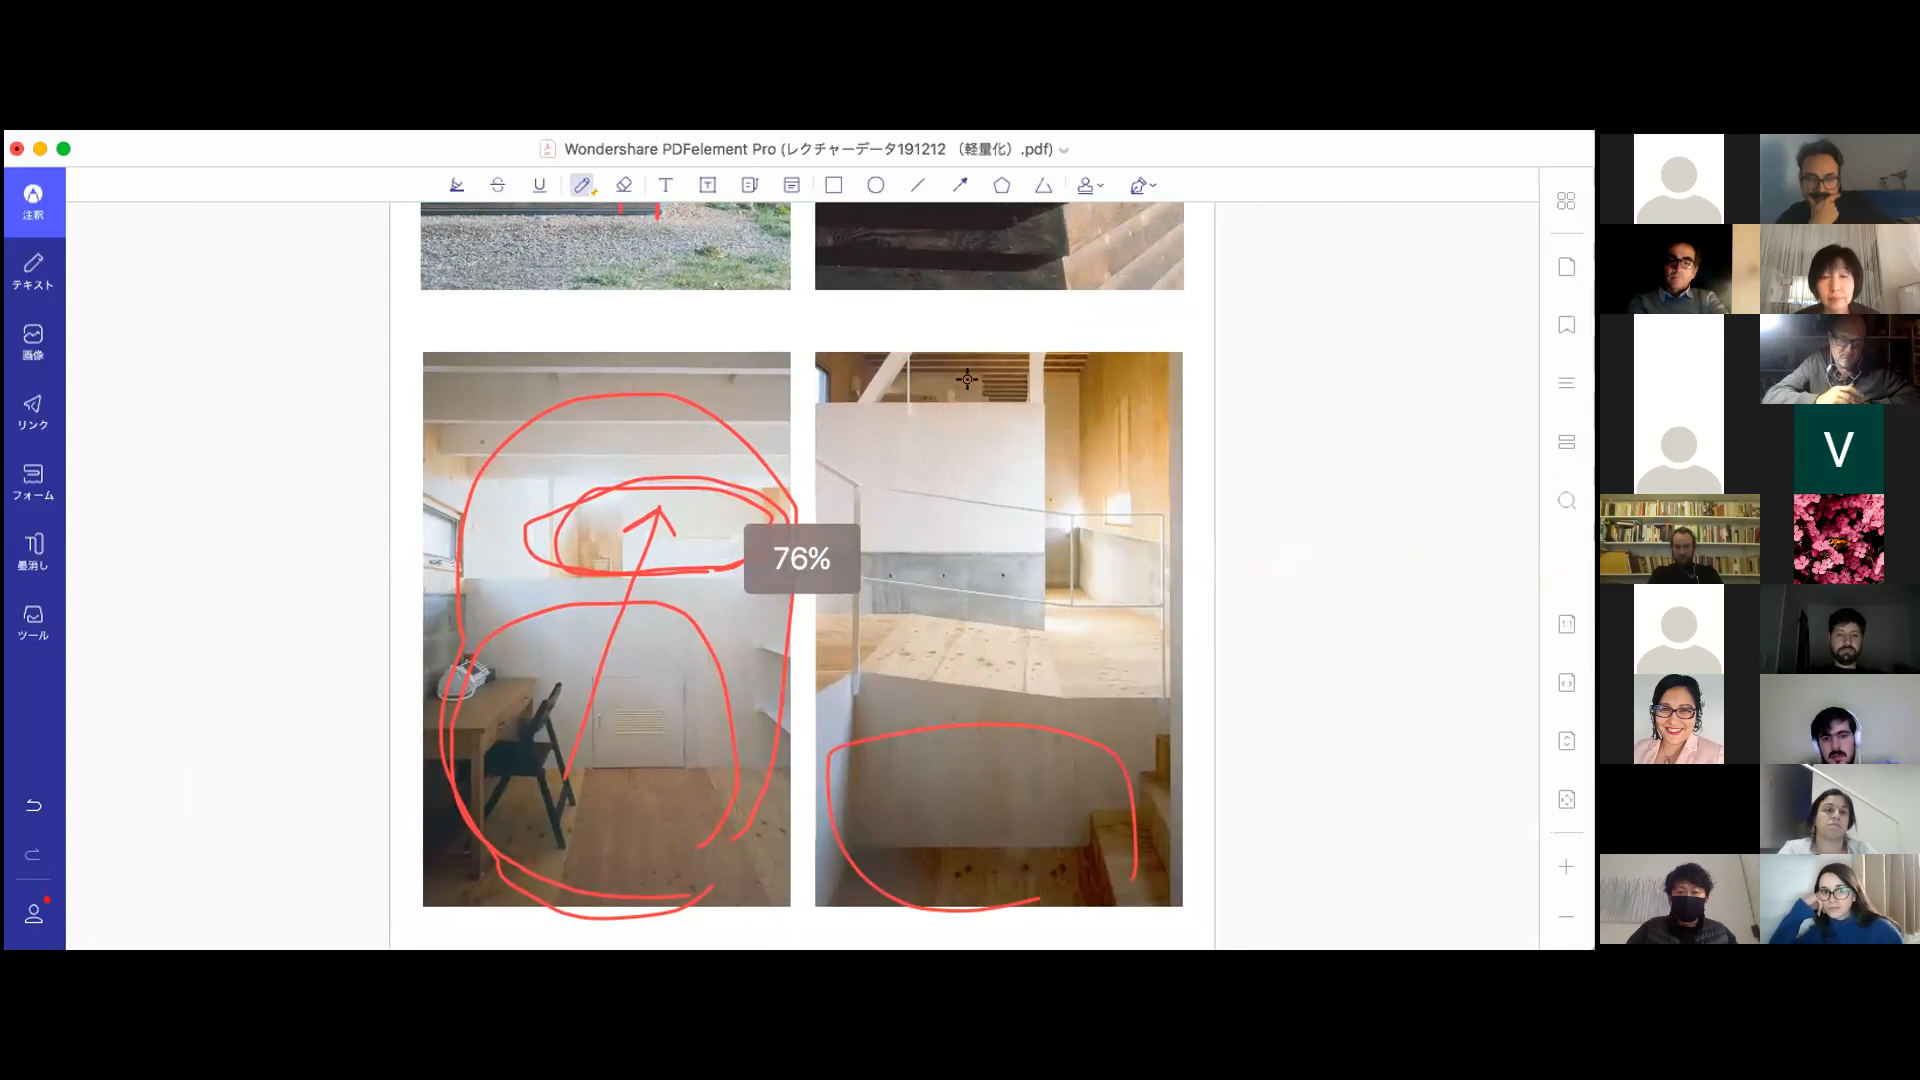 Wondershare PDFelement Pro (レクチャーデータ191212 （軽量化）.pdf)
注釈
テキスト
画像
リンク
フォーム
墨消し
ツール
76%
V